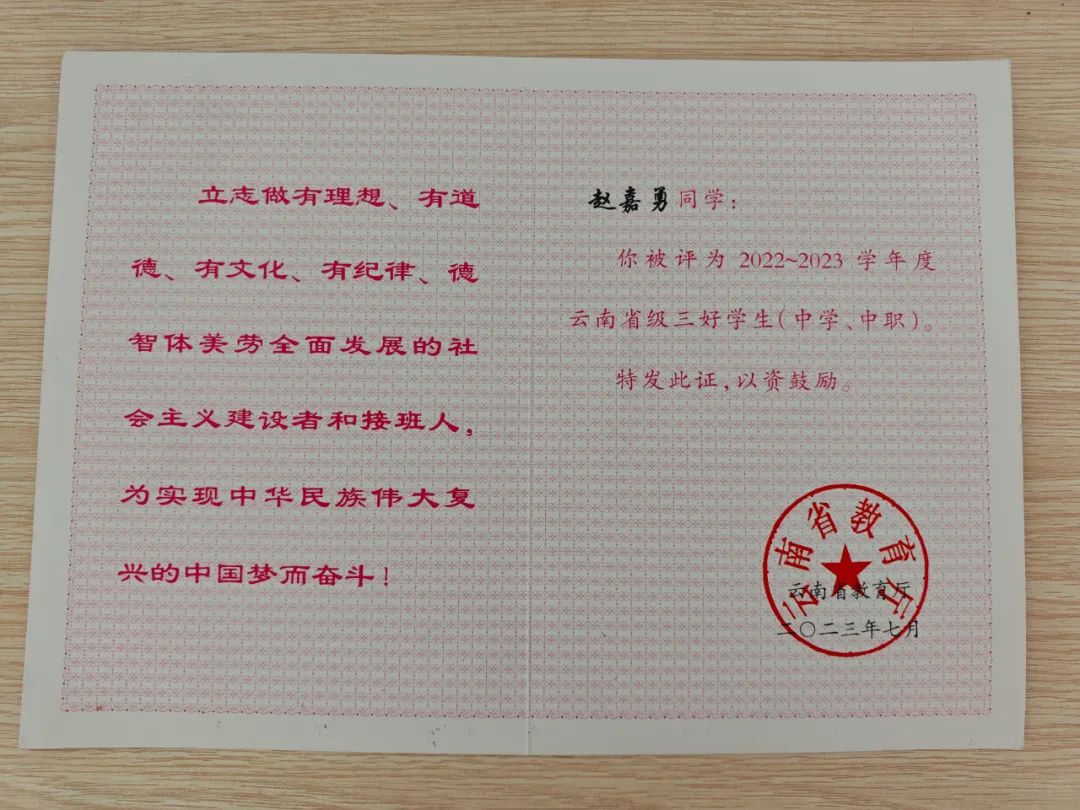 立志做有理想、有道
德、有文化、有纪律、德
智体美劳全面发展的社
会主义建设者和接班人，
为实现中华民族伟大复
兴的中国梦而奋斗！
赵嘉勇同学：
你被评为 2022~2023 学年度
云南省级三好学生（中学、中职）。
特发此证，以资鼓励。
云南省教育厅
云南省教育厅
二〇二三年七月